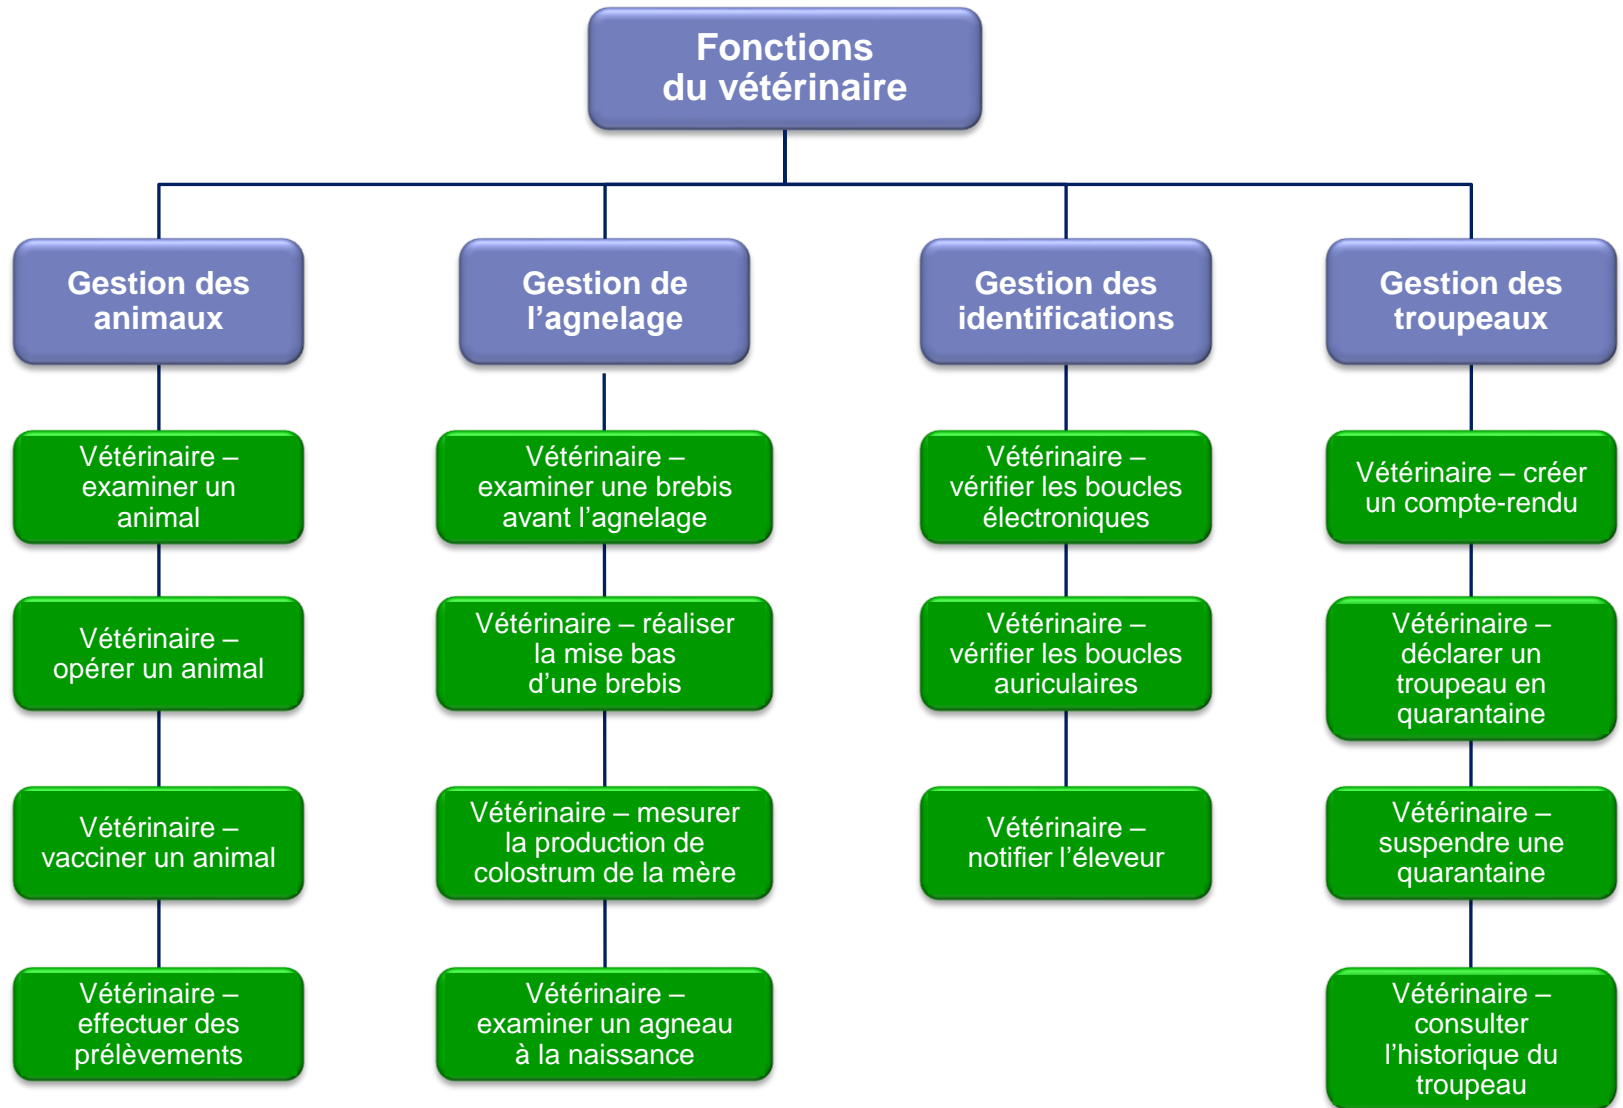 Fonctions
du vétérinaire
Gestion des
animaux
Gestion de
l’agnelage
Gestion des
identifications
Gestion des
troupeaux
Vétérinaire –
examiner un
animal
Vétérinaire –
examiner une brebis
avant l’agnelage
Vétérinaire –
vérifier les boucles
électroniques
Vétérinaire – créer
un compte-rendu
Vétérinaire –
opérer un animal
Vétérinaire – réaliser
la mise bas
d’une brebis
Vétérinaire –
vérifier les boucles
auriculaires
Vétérinaire –
déclarer un
troupeau en
quarantaine
Vétérinaire –
vacciner un animal
Vétérinaire – mesurer
la production de
colostrum de la mère
Vétérinaire –
notifier l’éleveur
Vétérinaire –
suspendre une
quarantaine
Vétérinaire –
effectuer des
prélèvements
Vétérinaire –
examiner un agneau
à la naissance
Vétérinaire –
consulter
l’historique du
troupeau